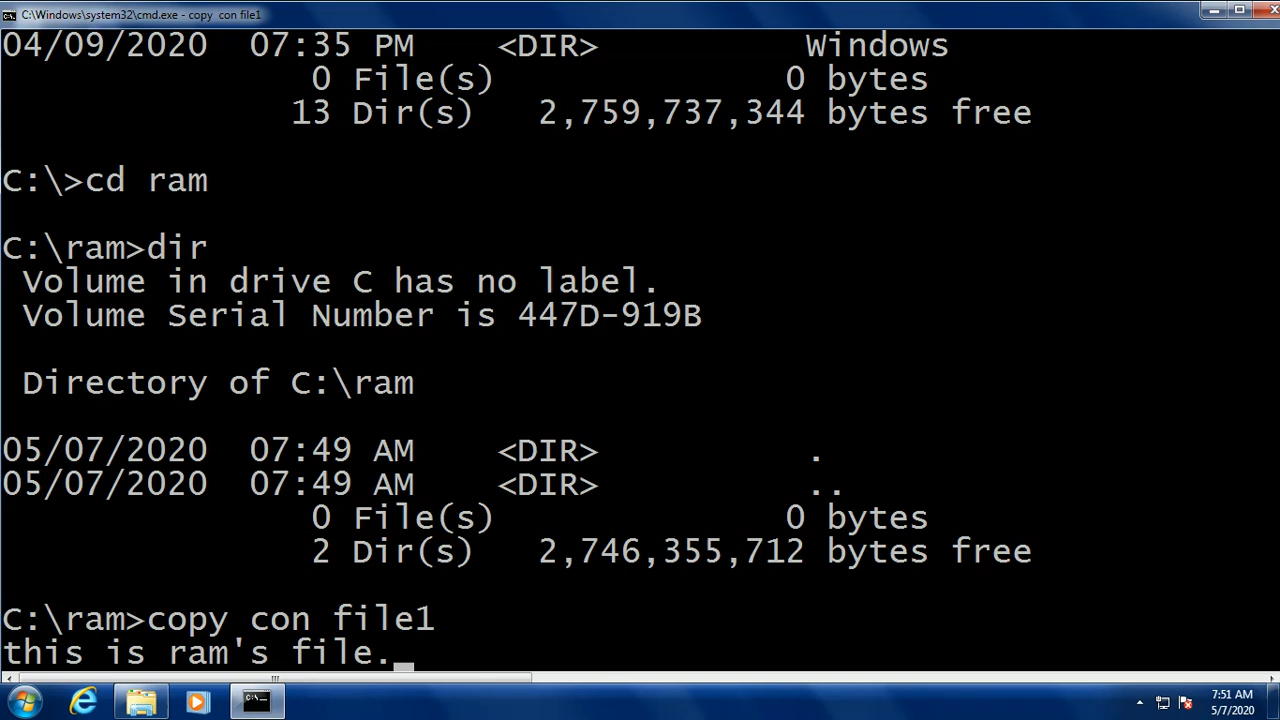 C:\Windows\system32\cmd.exe - copy  con file1
04/09/2020  07:35 PM    <DIR>          Windows
               0 File(s)              0 bytes
              13 Dir(s)   2,759,737,344 bytes free
C:\>cd ram
C:\ram>dir
 Volume in drive C has no label.
 Volume Serial Number is 447D-919B
 Directory of C:\ram
05/07/2020  07:49 AM    <DIR>          .
05/07/2020  07:49 AM    <DIR>          ..
               0 File(s)              0 bytes
               2 Dir(s)   2,746,355,712 bytes free
C:\ram>copy con file1
this is ram's file.
7:51 AM
5/7/2020